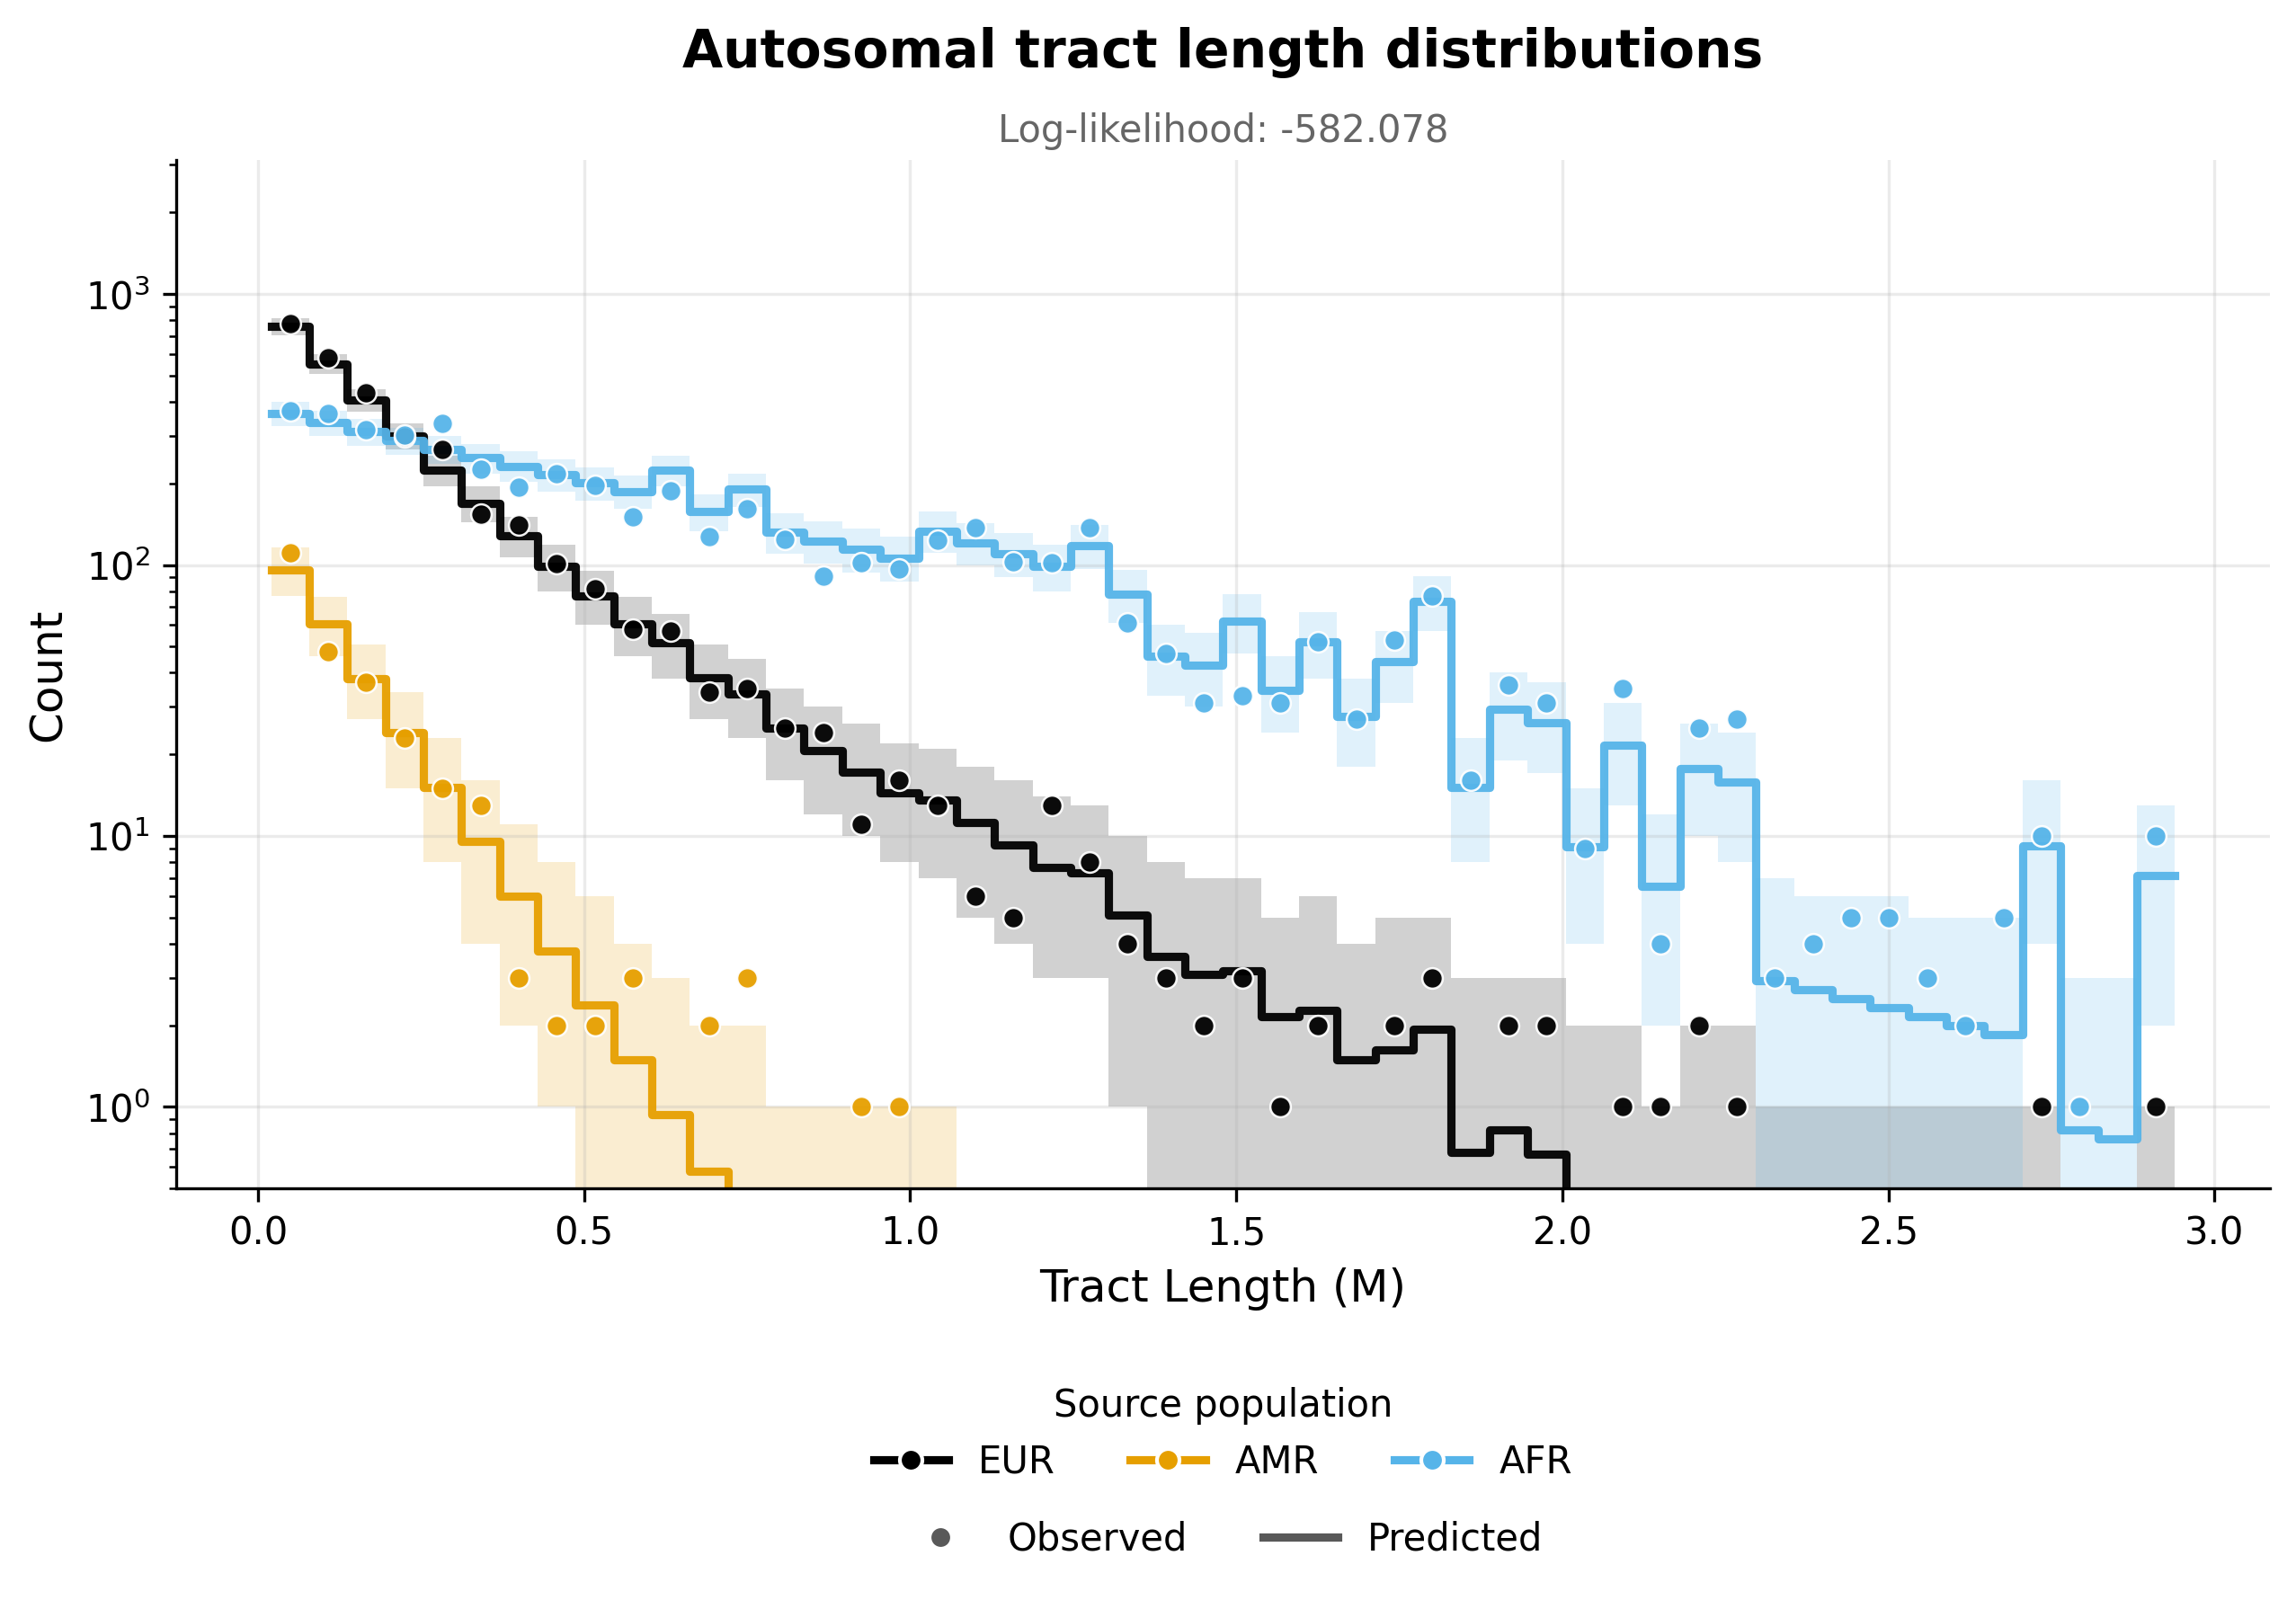 Autosomal tract length distributions
Log-likelihood: -582.078
10³
10²
10¹
10⁰
Count
0.0 0.5 1.0 1.5 2.0 2.5 3.0
Tract Length (M)
Source population
EUR AMR AFR
Observed Predicted